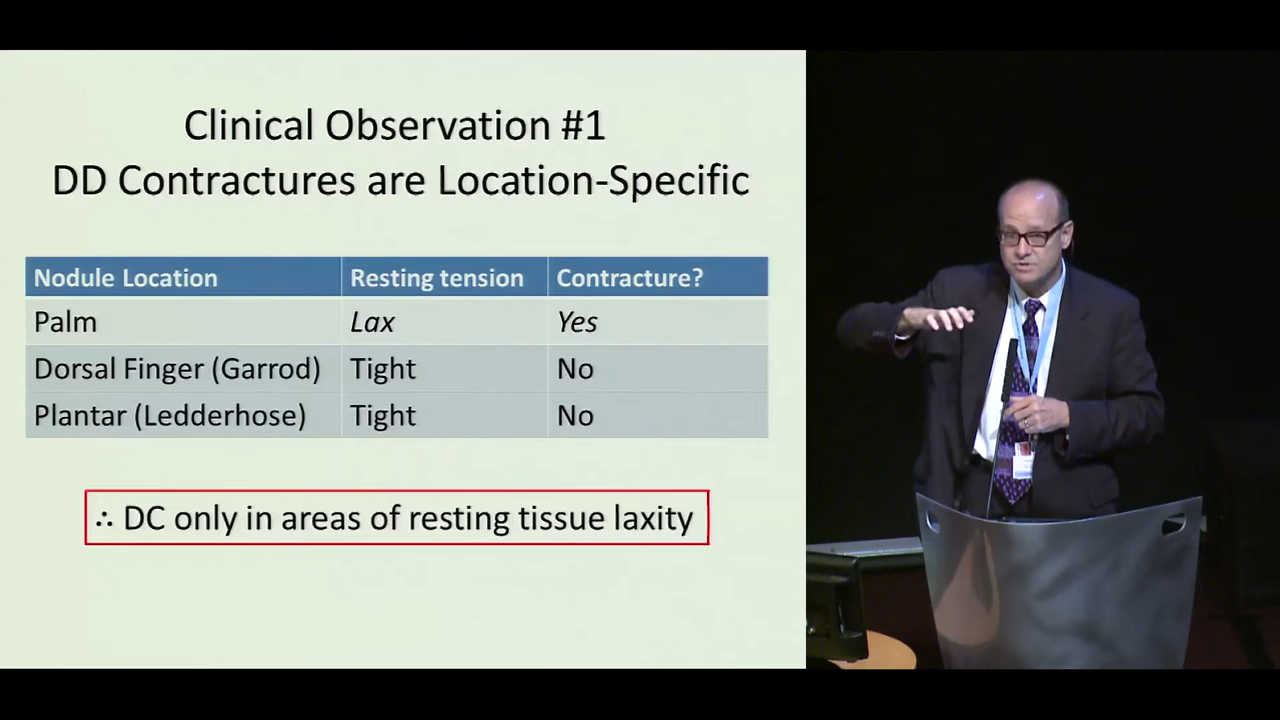 Clinical Observation #1
DD Contractures are Location-Specific
Nodule Location Resting tension Contracture?
Palm Lax Yes
Dorsal Finger (Garrod) Tight No
Plantar (Ledderhose) Tight No
∴ DC only in areas of resting tissue laxity